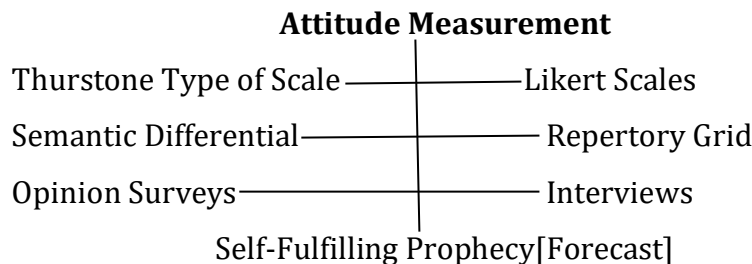 Attitude Measurement
Thurstone Type of Scale Likert Scales
Semantic Differential Repertory Grid
Opinion Surveys Interviews
Self-Fulfilling Prophecy[Forecast]